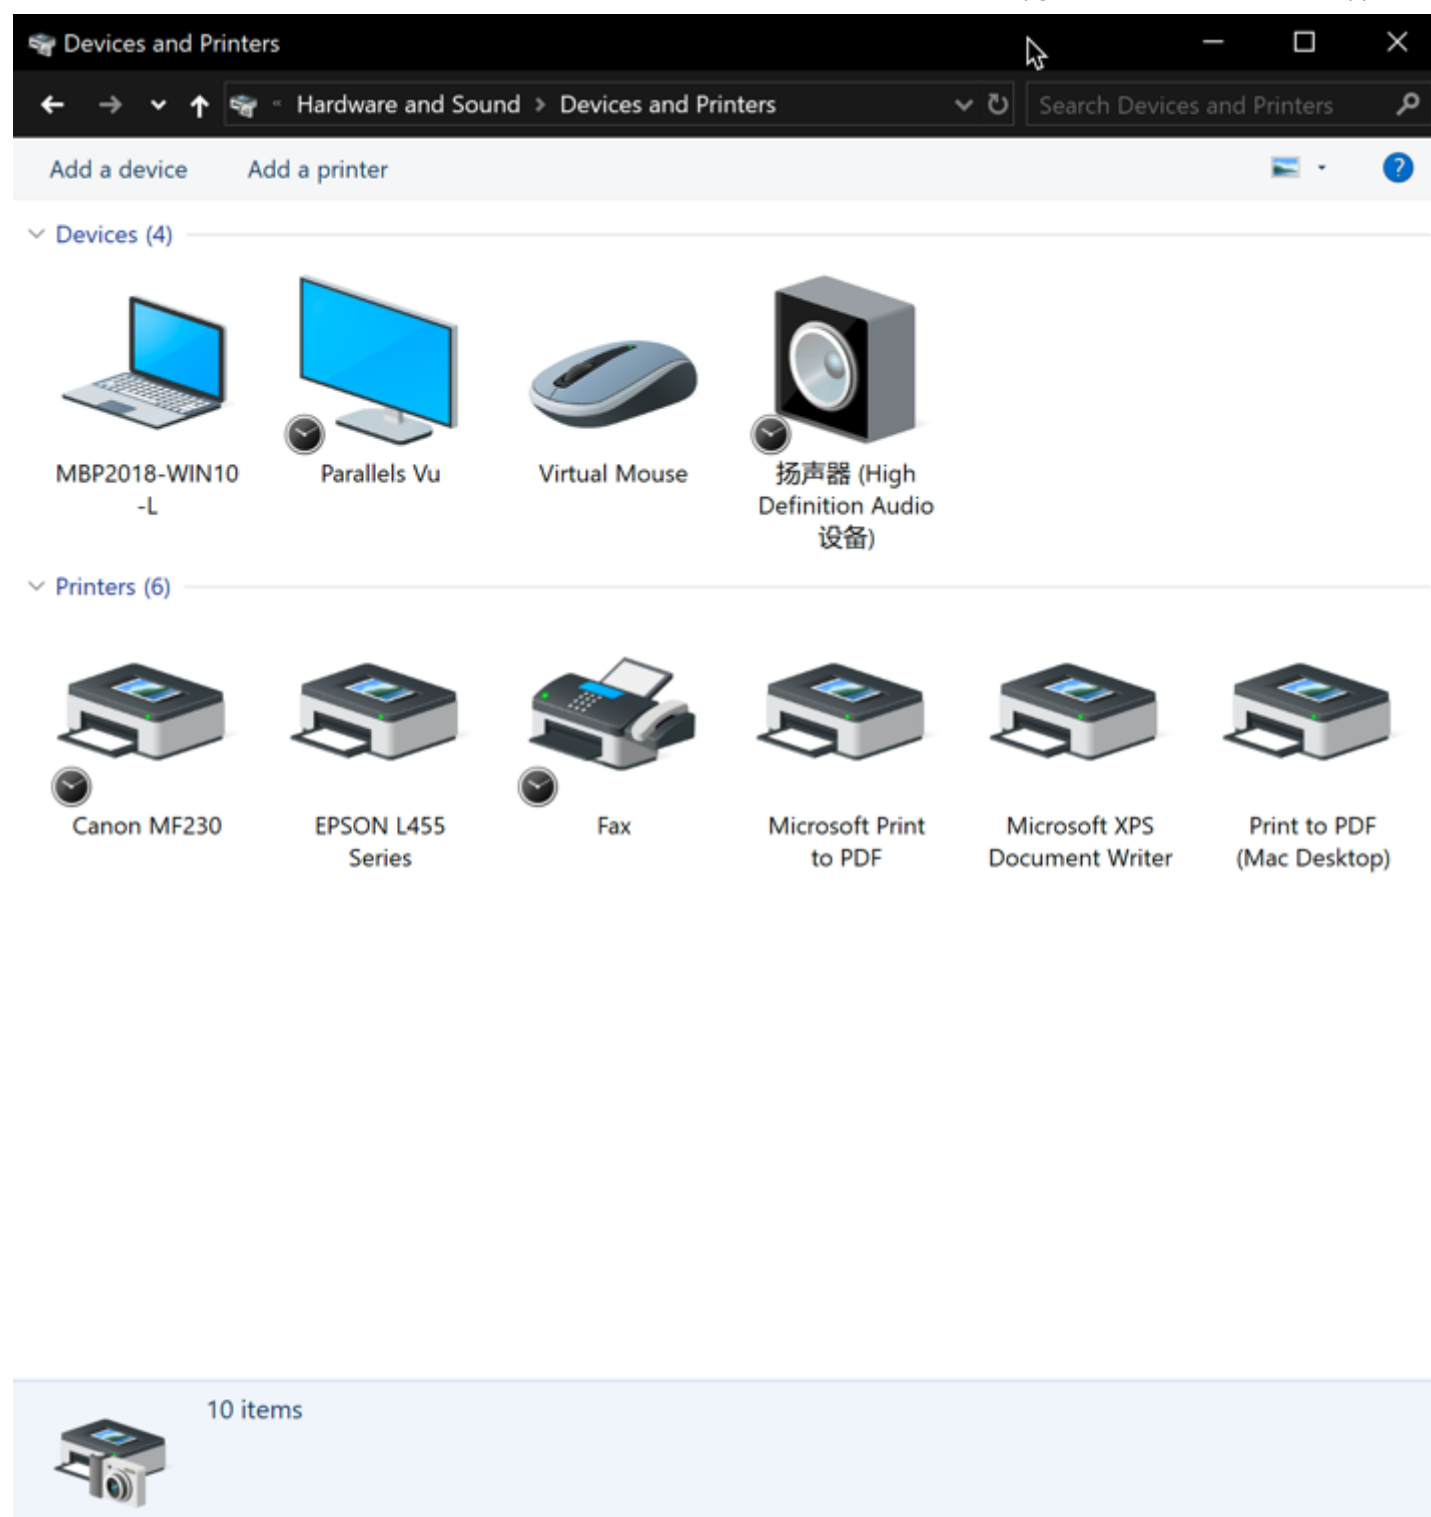 Devices and Printers
Hardware and Sound > Devices and Printers
Search Devices and Printers
Add a device
Add a printer
Devices (4)
MBP2018-WIN10
-L
Parallels Vu
Virtual Mouse
扬声器 (High
Definition Audio
设备)
Printers (6)
Canon MF230
EPSON L455
Series
Fax
Microsoft Print
to PDF
Microsoft XPS
Document Writer
Print to PDF
(Mac Desktop)
10 items